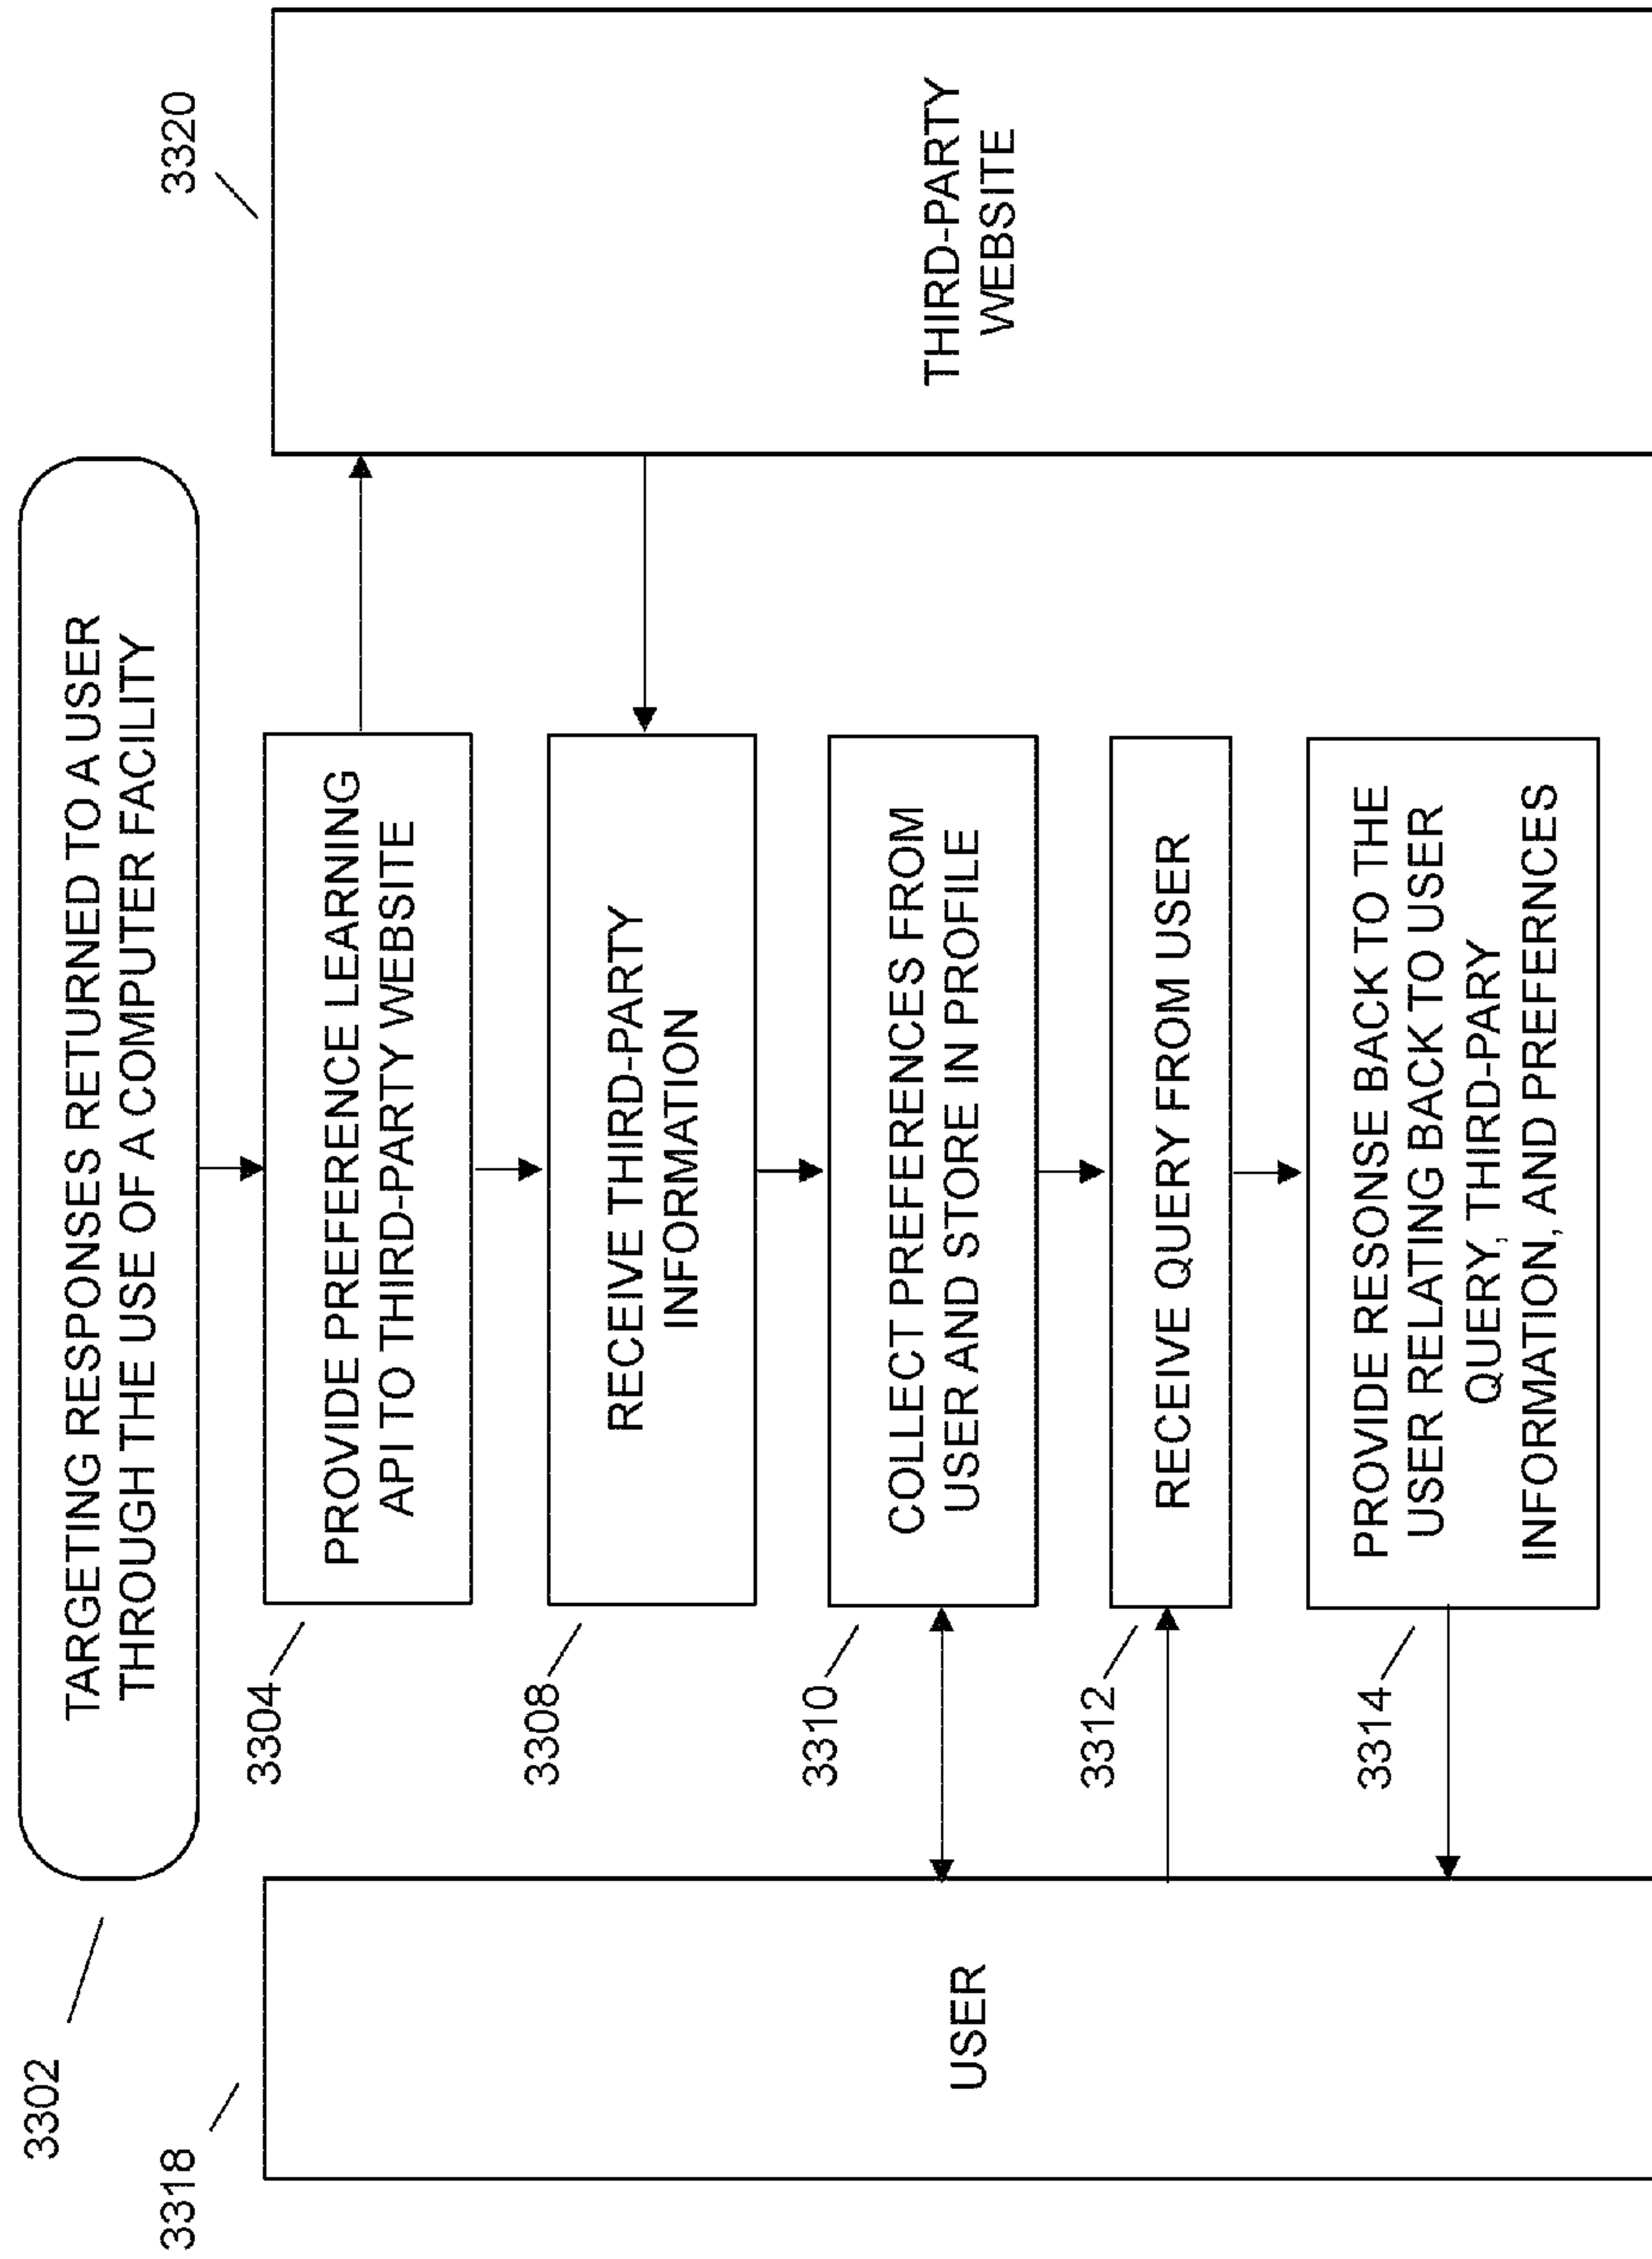 3302
TARGETING RESPONSES RETURNED TO A USER
THROUGH THE USE OF A COMPUTER FACILITY
3318
USER
3304
PROVIDE PREFERENCE LEARNING
API TO THIRD-PARTY WEBSITE
3308
RECEIVE THIRD-PARTY
INFORMATION
3310
COLLECT PREFERENCES FROM
USER AND STORE IN PROFILE
3312
RECEIVE QUERY FROM USER
3314
PROVIDE RESONSE BACK TO THE
USER RELATING BACK TO USER
QUERY, THIRD-PARY
INFORMATION, AND PREFERNCES
3320
THIRD-PARTY
WEBSITE